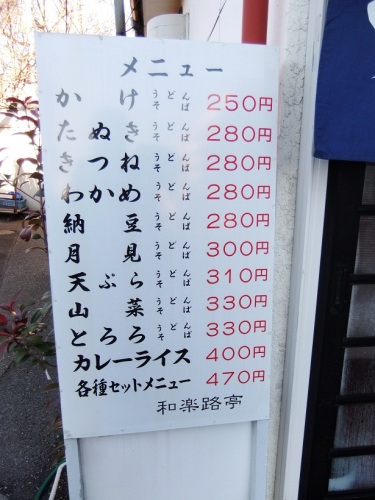 メニュー
かけ うどん そば 250円
たぬき うどん そば 280円
きつね うどん そば 280円
わかめ うどん そば 280円
納豆 うどん そば 280円
月見 うどん そば 300円
天ぷら うどん そば 310円
山菜 うどん そば 330円
とろろ うどん そば 330円
カレーライス 400円
各種セットメニュー 470円
和楽路亭